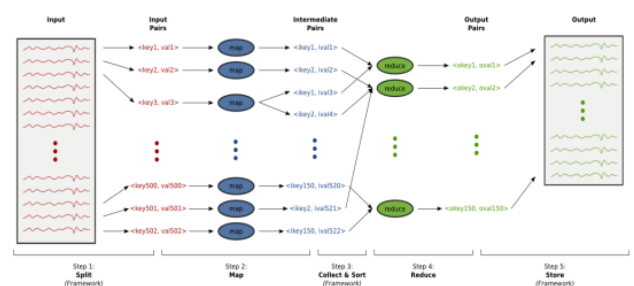 Input
Input
Pairs
Intermediate
Pairs
Output
Pairs
Output
<key1, val1>
map
<ikey1, ival1>
<key2, val2>
map
<ikey2, ival2>
<key3, val3>
map
<ikey1, ival3>
<ikey2, ival4>
reduce
<okey1, oval1>
reduce
<okey2, oval2>
<key500, val500>
map
<ikey150, ival520>
<key501, val501>
map
<ikey2, ival521>
<key502, val502>
map
<ikey150, ival522>
reduce
<okey150, oval150>
Step 1:
Split
(Framework)
Step 2:
Map
Step 3:
Collect & Sort
(Framework)
Step 4:
Reduce
Step 5:
Store
(Framework)